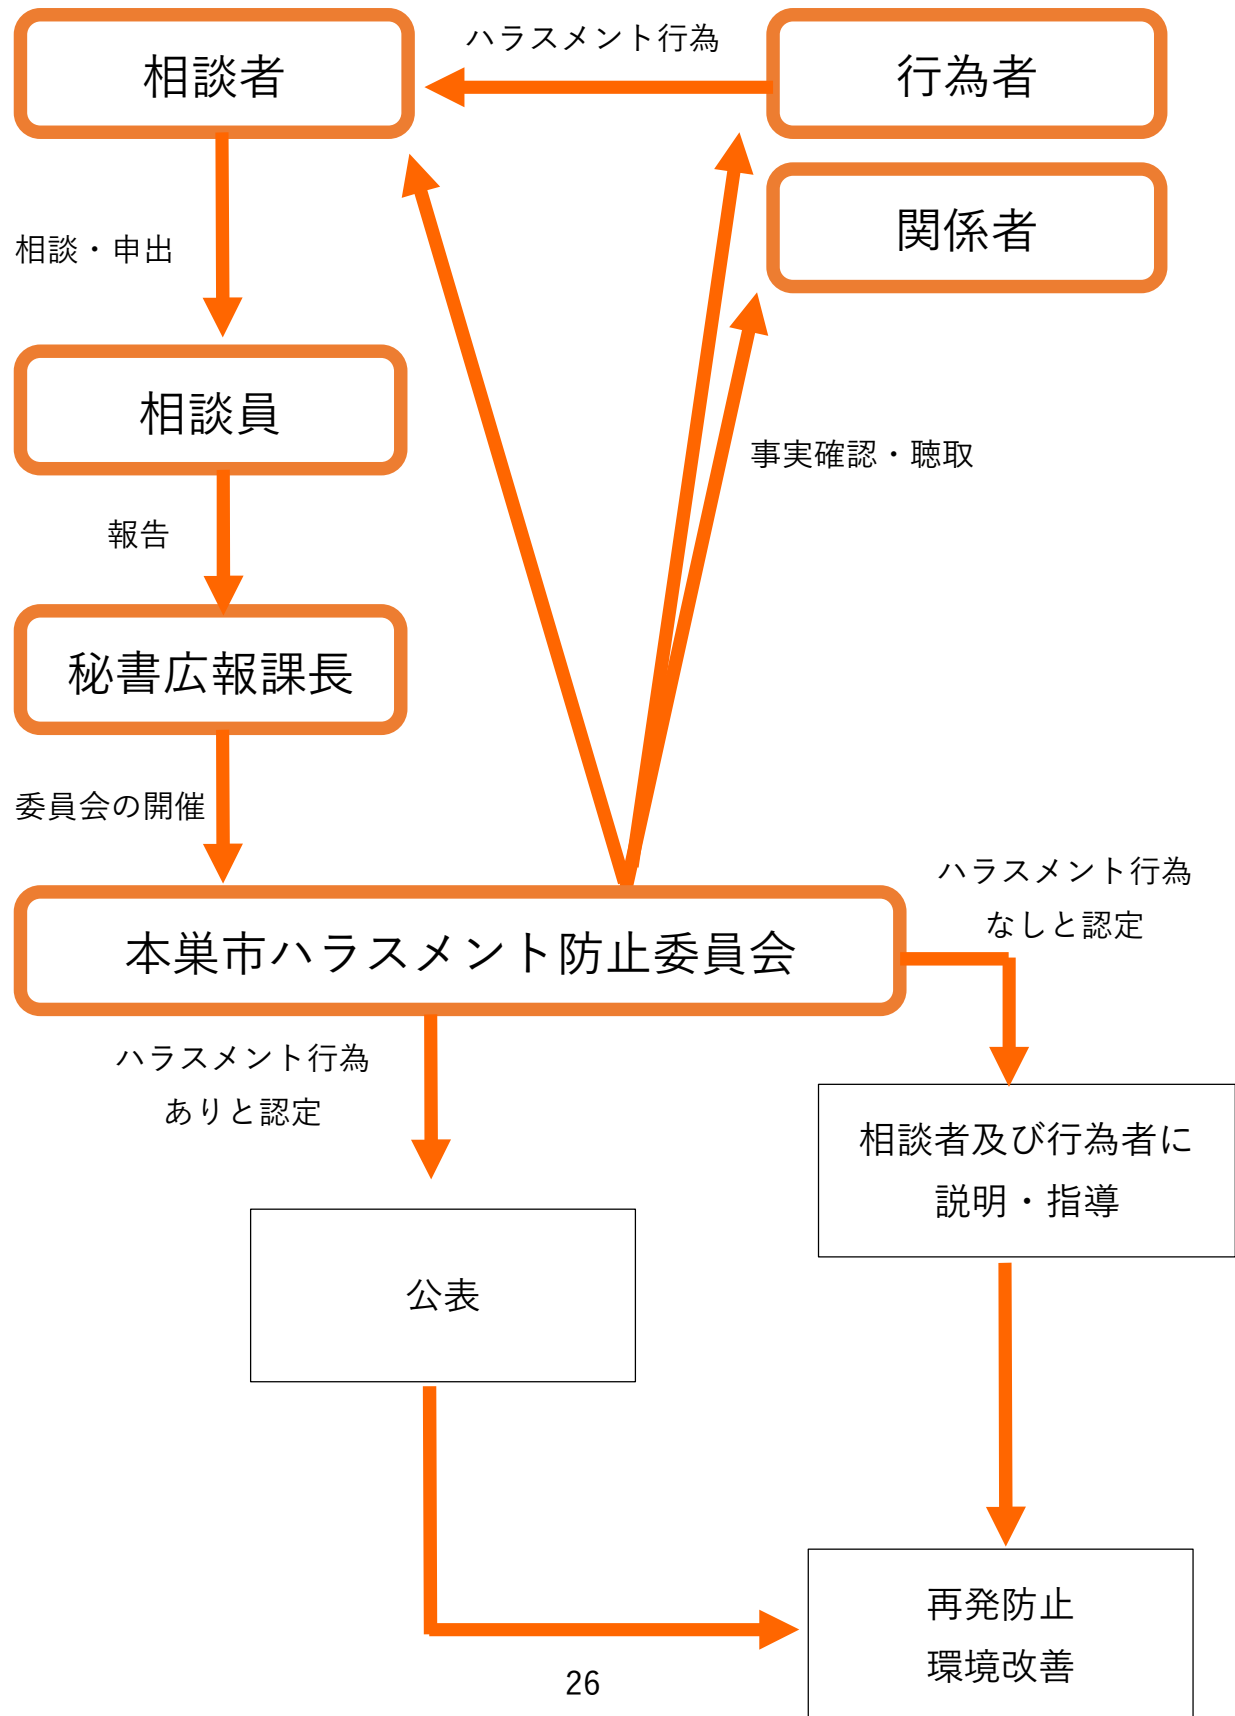 ハラスメント行為
相談者
行為者
関係者
相談・申出
相談員
事実確認・聴取
報告
秘書広報課長
委員会の開催
ハラスメント行為
なしと認定
本巣市ハラスメント防止委員会
ハラスメント行為
ありと認定
相談者及び行為者に
説明・指導
公表
再発防止
環境改善
26